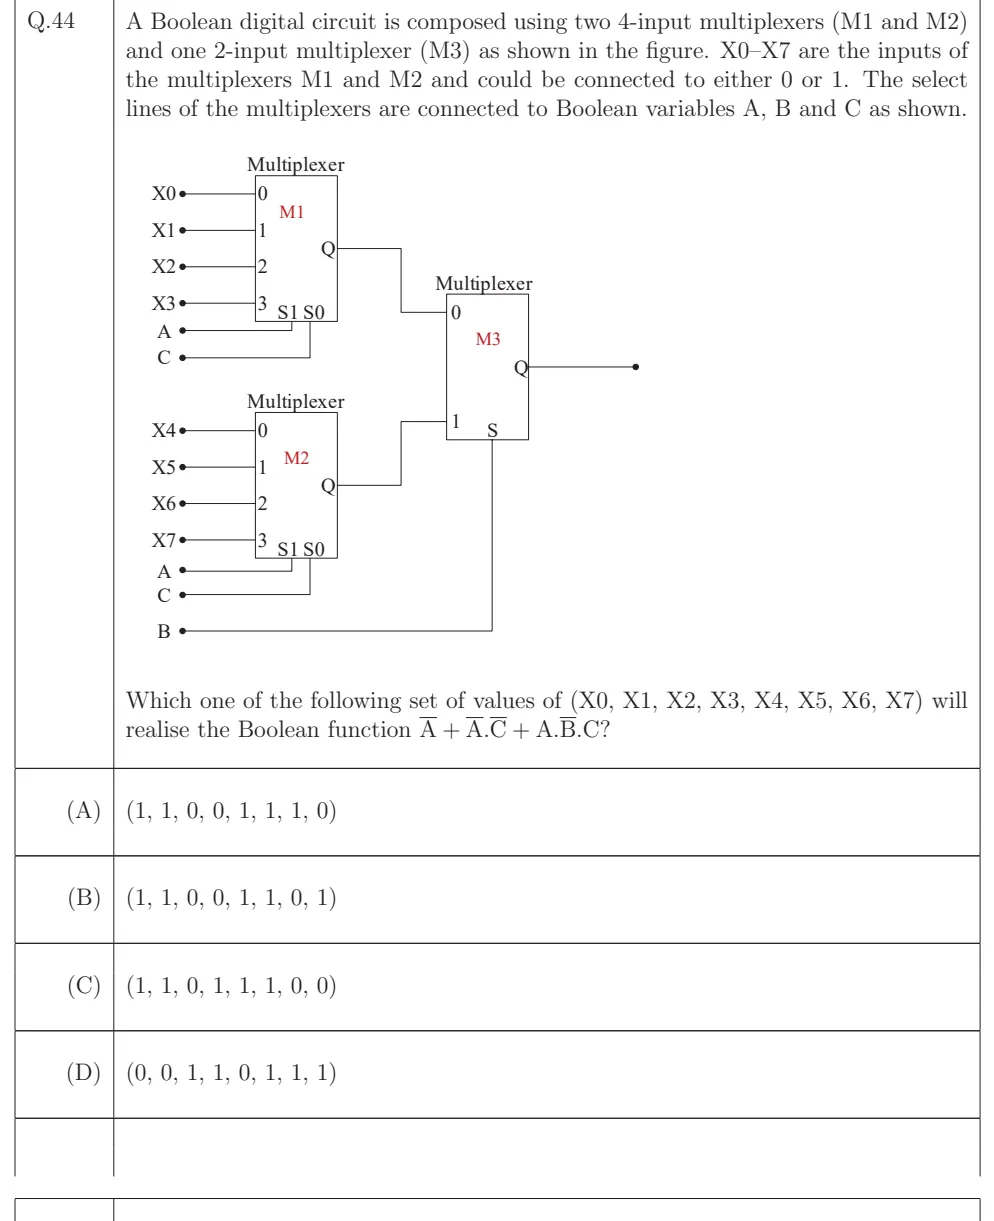 Q.44
A Boolean digital circuit is composed using two 4-input multiplexers (M1 and M2)
and one 2-input multiplexer (M3) as shown in the figure. X0–X7 are the inputs of
the multiplexers M1 and M2 and could be connected to either 0 or 1. The select
lines of the multiplexers are connected to Boolean variables A, B and C as shown.
Multiplexer
X0 0
M1
X1 1
Q
X2 2
X3 3
S1 S0
A
C
Multiplexer
0
M3
Q
1
S
Multiplexer
X4 0
M2
X5 1
Q
X6 2
X7 3
S1 S0
A
C
B
Which one of the following set of values of (X0, X1, X2, X3, X4, X5, X6, X7) will
realise the Boolean function A̅ + A̅.C̅ + A.B̅.C?
(A) (1, 1, 0, 0, 1, 1, 1, 0)
(B) (1, 1, 0, 0, 1, 1, 0, 1)
(C) (1, 1, 0, 1, 1, 1, 0, 0)
(D) (0, 0, 1, 1, 0, 1, 1, 1)